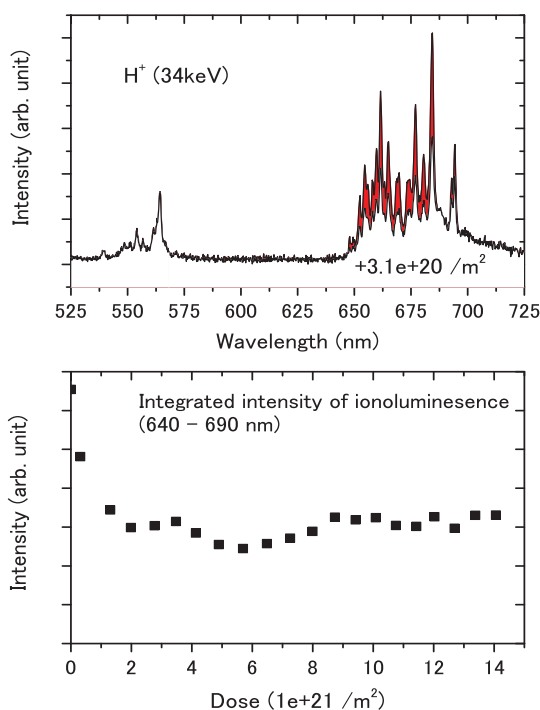 Intensity (arb. unit)
H⁺ (34keV)
+3.1e+20 /m²
525 550 575 600 625 650 675 700 725
Wavelength (nm)
Intensity (arb. unit)
Integrated intensity of ionoluminesence
(640 − 690 nm)
0 2 4 6 8 10 12 14
Dose (1e+21 /m²)